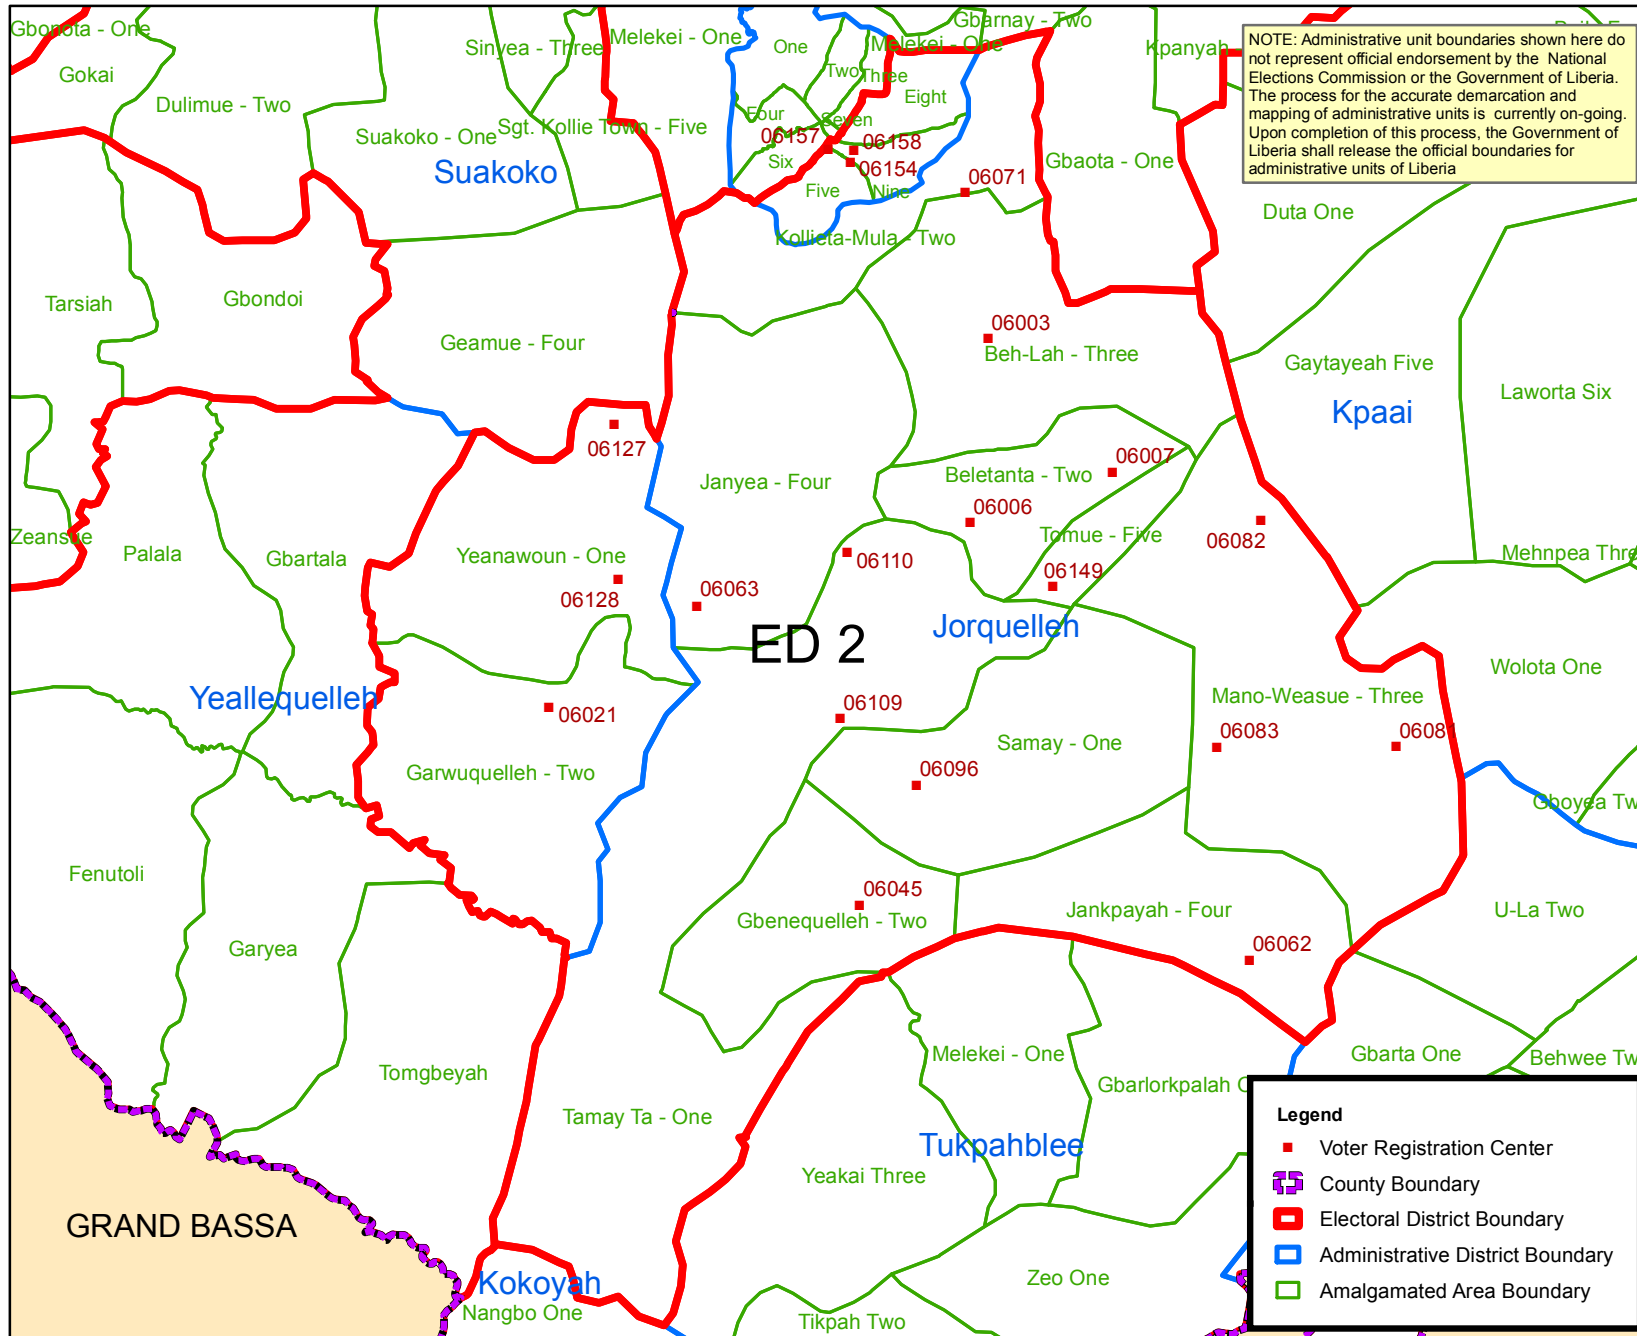 Gbonota - One
Gokai
Dulimue - Two
Sinyea - Three
Melekei - One
One
Gbarnay - Two
Melekei - One
Kpanyah
Two
Three
Eight
Four
Seven
Suakoko - One
Sgt. Kollie Town - Five
Suakoko
06157
06158
Six
06154
Five
Nine
06071
Gbaota - One
NOTE: Administrative unit boundaries shown here do
not represent official endorsement by the National
Elections Commission or the Government of Liberia.
The process for the accurate demarcation and
mapping of administrative units is currently on-going.
Upon completion of this process, the Government of
Liberia shall release the official boundaries for
administrative units of Liberia
Duta One
Kollieta-Mula - Two
Tarsiah
Gbondoi
Geamue - Four
06003
Beh-Lah - Three
Gaytayeah Five
Laworta Six
Kpaai
06127
Janyea - Four
Beletanta - Two
06007
06006
Tomue - Five
06082
Zeansue
Palala
Gbartala
Yeanawoun - One
06110
Mehnpea Thre
06128
06063
06149
ED 2
Jorquelleh
Wolota One
Yeallequelleh
06021
06109
Mano-Weasue - Three
06083
06081
Samay - One
Garwuquelleh - Two
06096
Gboyea Tw
Fenutoli
06045
Gbenequelleh - Two
Jankpayah - Four
U-La Two
Garyea
06062
Melekei - One
Gbarta One
Behwee Tw
Tomgbeyah
Gbarlorkpalah
Tamay Ta - One
Tukpahblee
Yeakai Three
GRAND BASSA
Kokoyah
Nangbo One
Zeo One
Tikpah Two
Legend
Voter Registration Center
County Boundary
Electoral District Boundary
Administrative District Boundary
Amalgamated Area Boundary